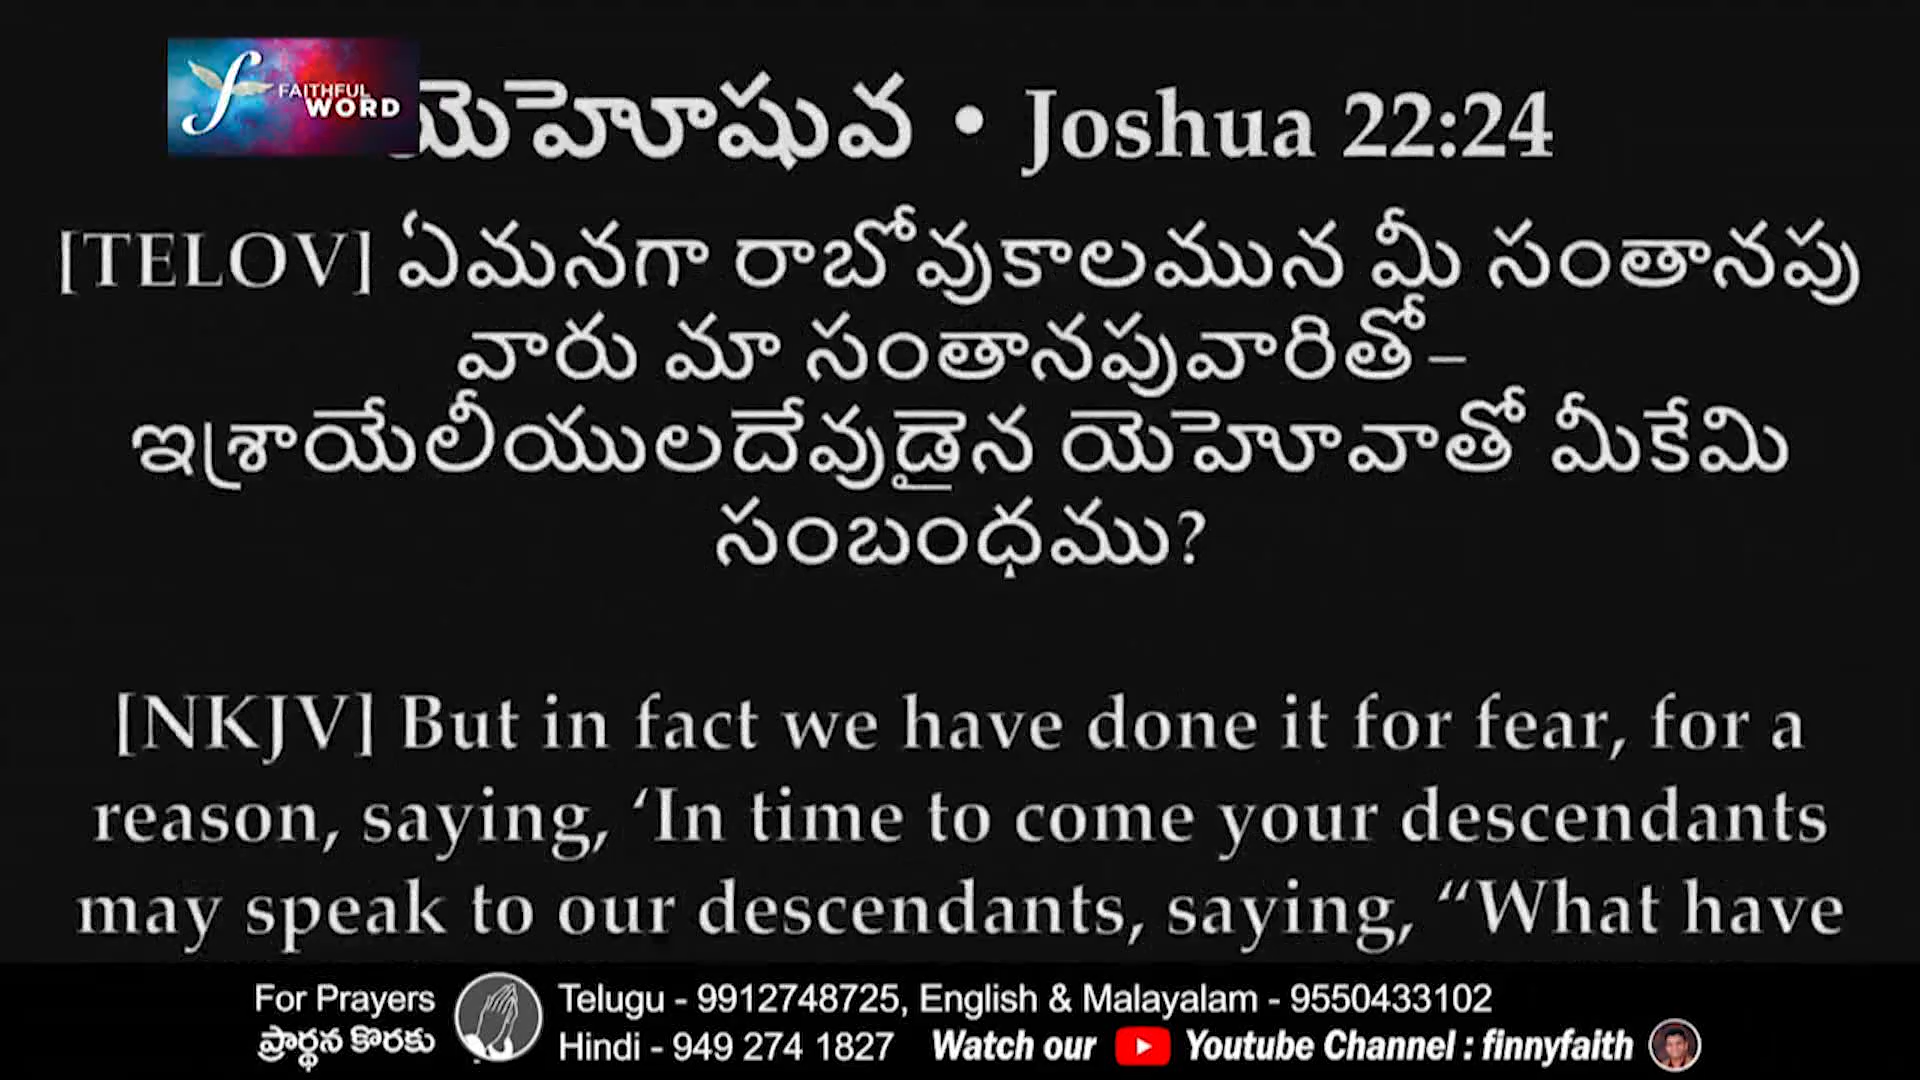 FAITHFUL
WORD
యెహోషువ • Joshua 22:24
[TELOV] ఏమనగా రాబోవుకాలమున మీ సంతానపు
వారు మా సంతానపువారితో–
ఇశ్రాయేలీయులదేవుడైన యెహోవాతో మీకేమి
సంబంధము?
[NKJV] But in fact we have done it for fear, for a
reason, saying, ‘In time to come your descendants
may speak to our descendants, saying, “What have
For Prayers
ప్రార్థన కొరకు
Telugu - 9912748725, English & Malayalam - 9550433102
Hindi - 949 274 1827 Watch our Youtube Channel : finnyfaith